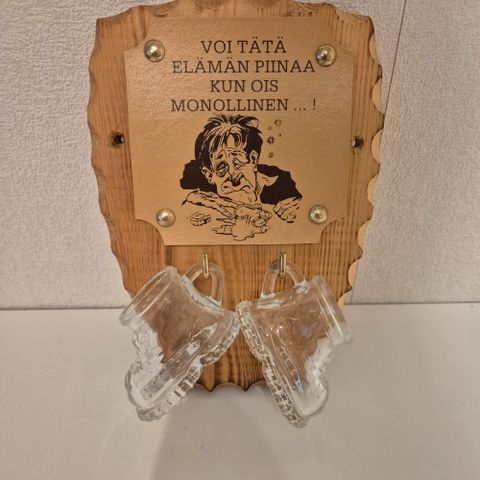 VOI TÄTÄ
ELÄMÄN PIINAA
KUN OIS
MONOLLINEN ... !